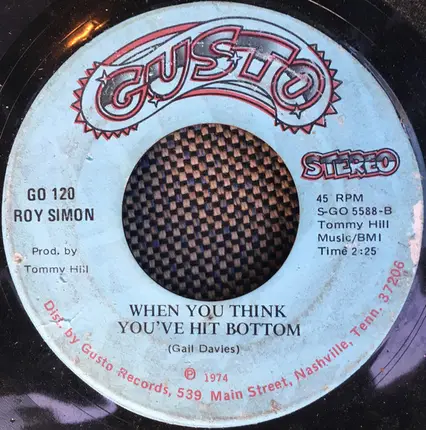 GUSTO
STEREO
GO 120
ROY SIMON
Prod. by
Tommy Hill
45 RPM
S-GO 5588-B
Tommy Hill
Music/BMI
Time 2:25
WHEN YOU THINK
YOU'VE HIT BOTTOM
(Gail Davies)
℗ 1974
Dist. by Gusto Records, 539 Main Street, Nashville, Tenn. 37206